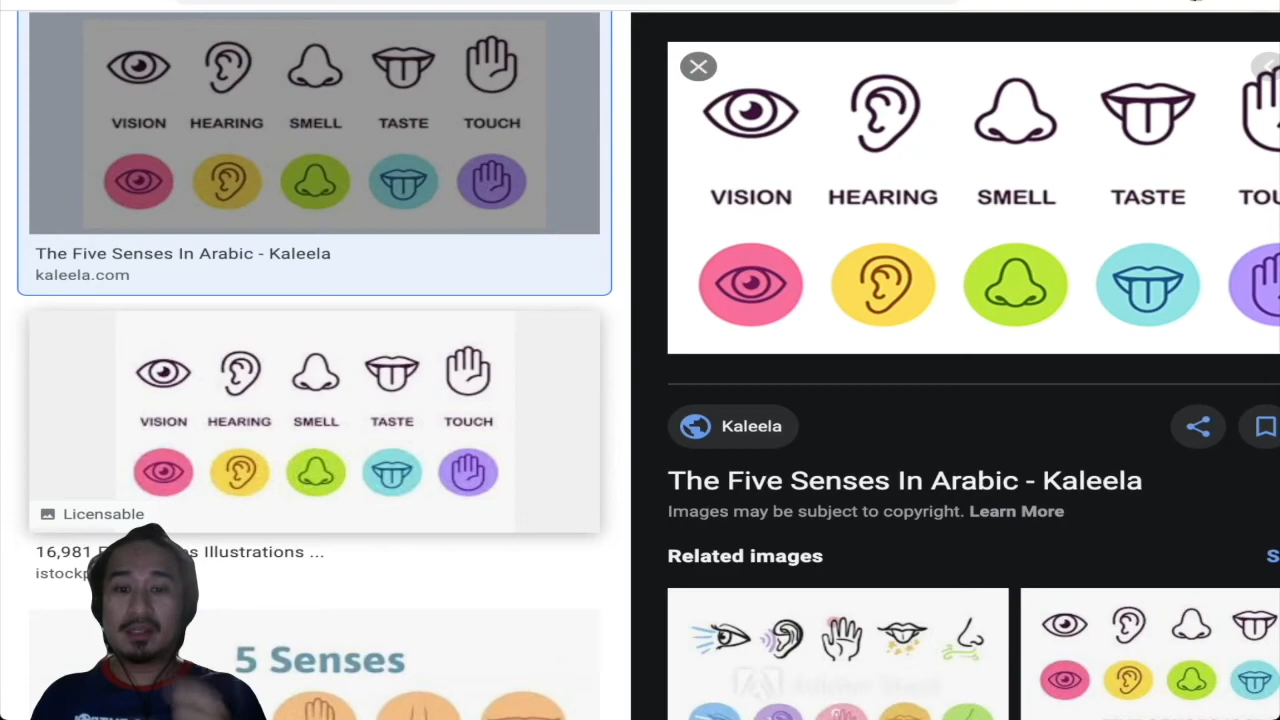 VISION HEARING SMELL TASTE TOUCH
The Five Senses In Arabic - Kaleela
kaleela.com
VISION HEARING SMELL TASTE TOUCH
Licensable
16,981 Illustrations ...
5 Senses
VISION HEARING SMELL TASTE
Kaleela
The Five Senses In Arabic - Kaleela
Images may be subject to copyright. Learn More
Related images